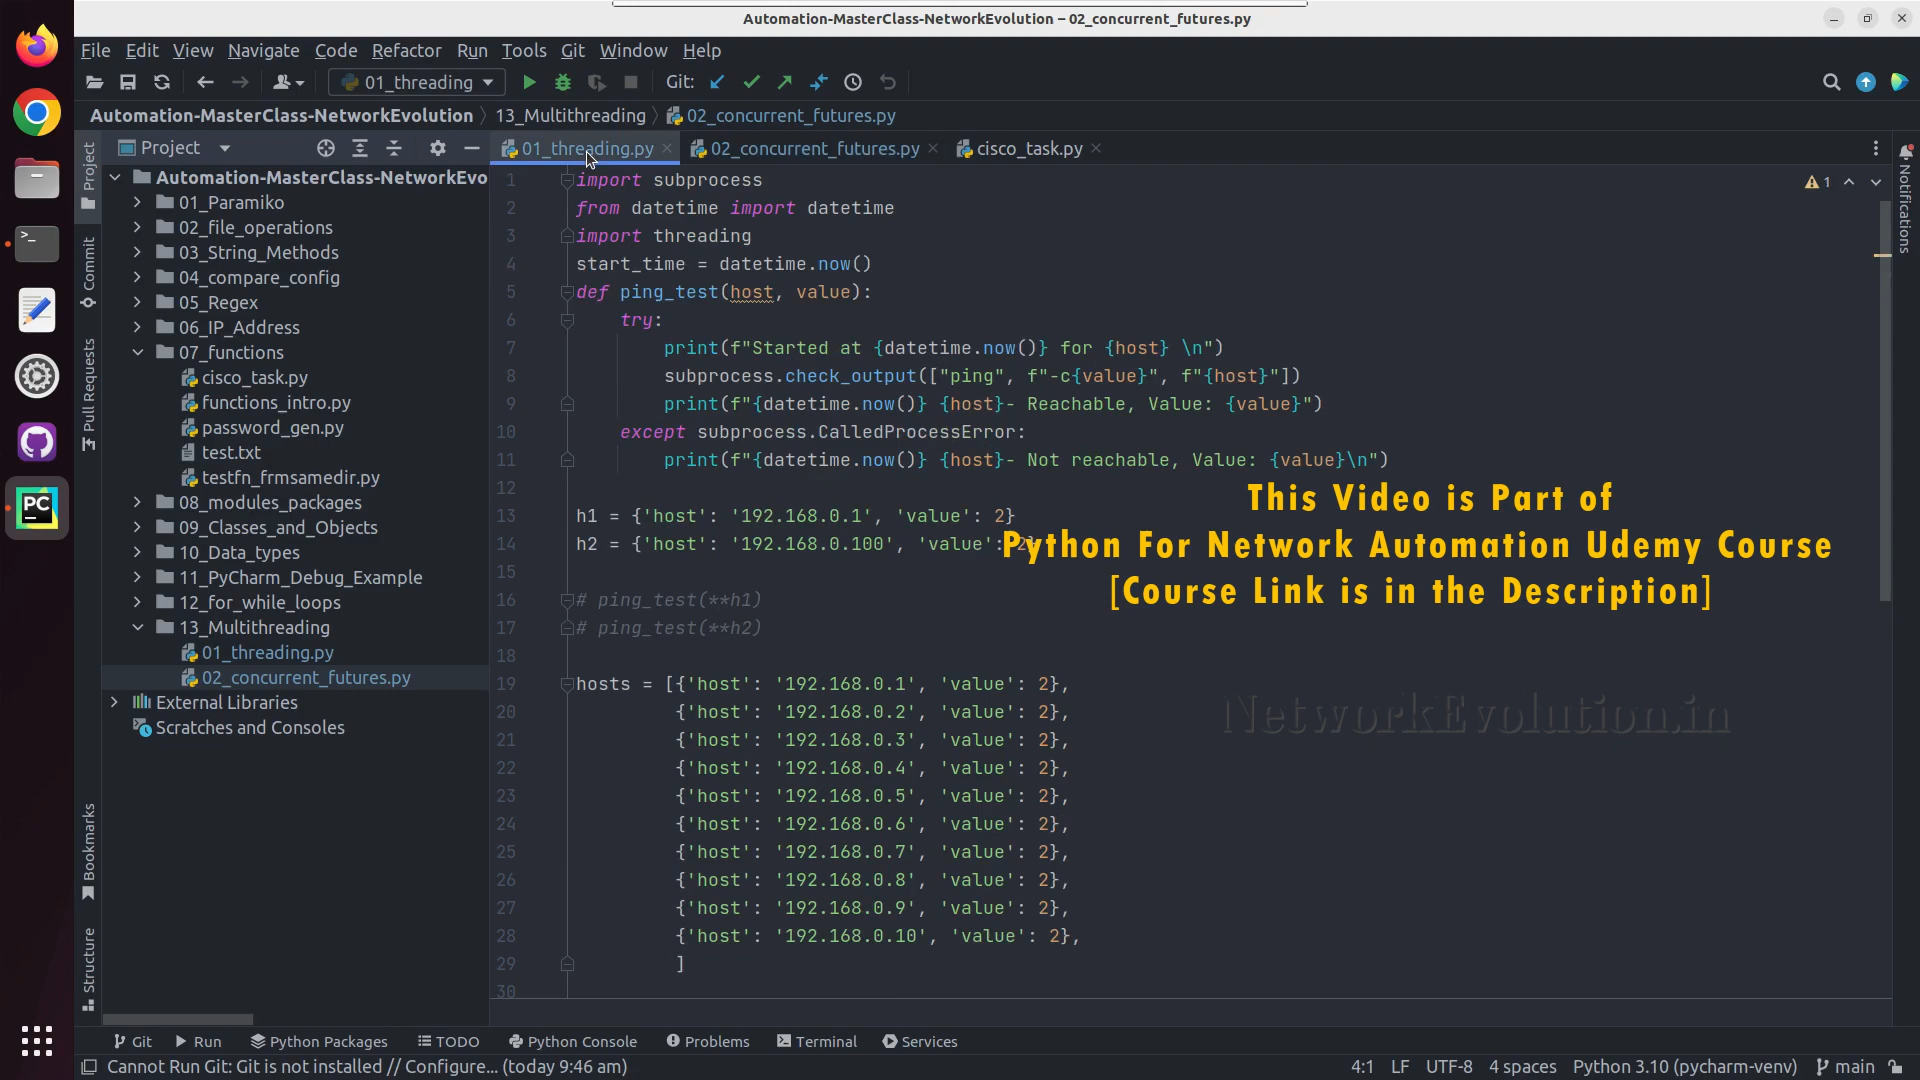 Automation-MasterClass-NetworkEvolution – 02_concurrent_futures.py
File Edit View Navigate Code Refactor Run Tools Git Window Help
01_threading Git:
Automation-MasterClass-NetworkEvolution 13_Multithreading 02_concurrent_futures.py
Project
01_threading.py 02_concurrent_futures.py cisco_task.py
Project
Commit
Pull Requests
Bookmarks
Structure
Notifications
Automation-MasterClass-NetworkEvo
01_Paramiko
02_file_operations
03_String_Methods
04_compare_config
05_Regex
06_IP_Address
07_functions
cisco_task.py
functions_intro.py
password_gen.py
test.txt
testfn_frmsamedir.py
08_modules_packages
09_Classes_and_Objects
10_Data_types
11_PyCharm_Debug_Example
12_for_while_loops
13_Multithreading
01_threading.py
02_concurrent_futures.py
External Libraries
Scratches and Consoles
1
1 import subprocess
2 from datetime import datetime
3 import threading
4 start_time = datetime.now()
5 def ping_test(host, value):
6 try:
7 print(f"Started at {datetime.now()} for {host} \n")
8 subprocess.check_output(["ping", f"-c{value}", f"{host}"])
9 print(f"{datetime.now()} {host}- Reachable, Value: {value}")
10 except subprocess.CalledProcessError:
11 print(f"{datetime.now()} {host}- Not reachable, Value: {value}\n")
12
13 h1 = {'host': '192.168.0.1', 'value': 2}
14 h2 = {'host': '192.168.0.100', 'value': 2}
15
16 # ping_test(**h1)
17 # ping_test(**h2)
18
19 hosts = [{'host': '192.168.0.1', 'value': 2},
20 {'host': '192.168.0.2', 'value': 2},
21 {'host': '192.168.0.3', 'value': 2},
22 {'host': '192.168.0.4', 'value': 2},
23 {'host': '192.168.0.5', 'value': 2},
24 {'host': '192.168.0.6', 'value': 2},
25 {'host': '192.168.0.7', 'value': 2},
26 {'host': '192.168.0.8', 'value': 2},
27 {'host': '192.168.0.9', 'value': 2},
28 {'host': '192.168.0.10', 'value': 2},
29 ]
30
This Video is Part of
Python For Network Automation Udemy Course
[Course Link is in the Description]
NetworkEvolution.in
PC
Git Run Python Packages TODO Python Console Problems Terminal Services
Cannot Run Git: Git is not installed // Configure... (today 9:46 am) 4:1 LF UTF-8 4 spaces Python 3.10 (pycharm-venv) main